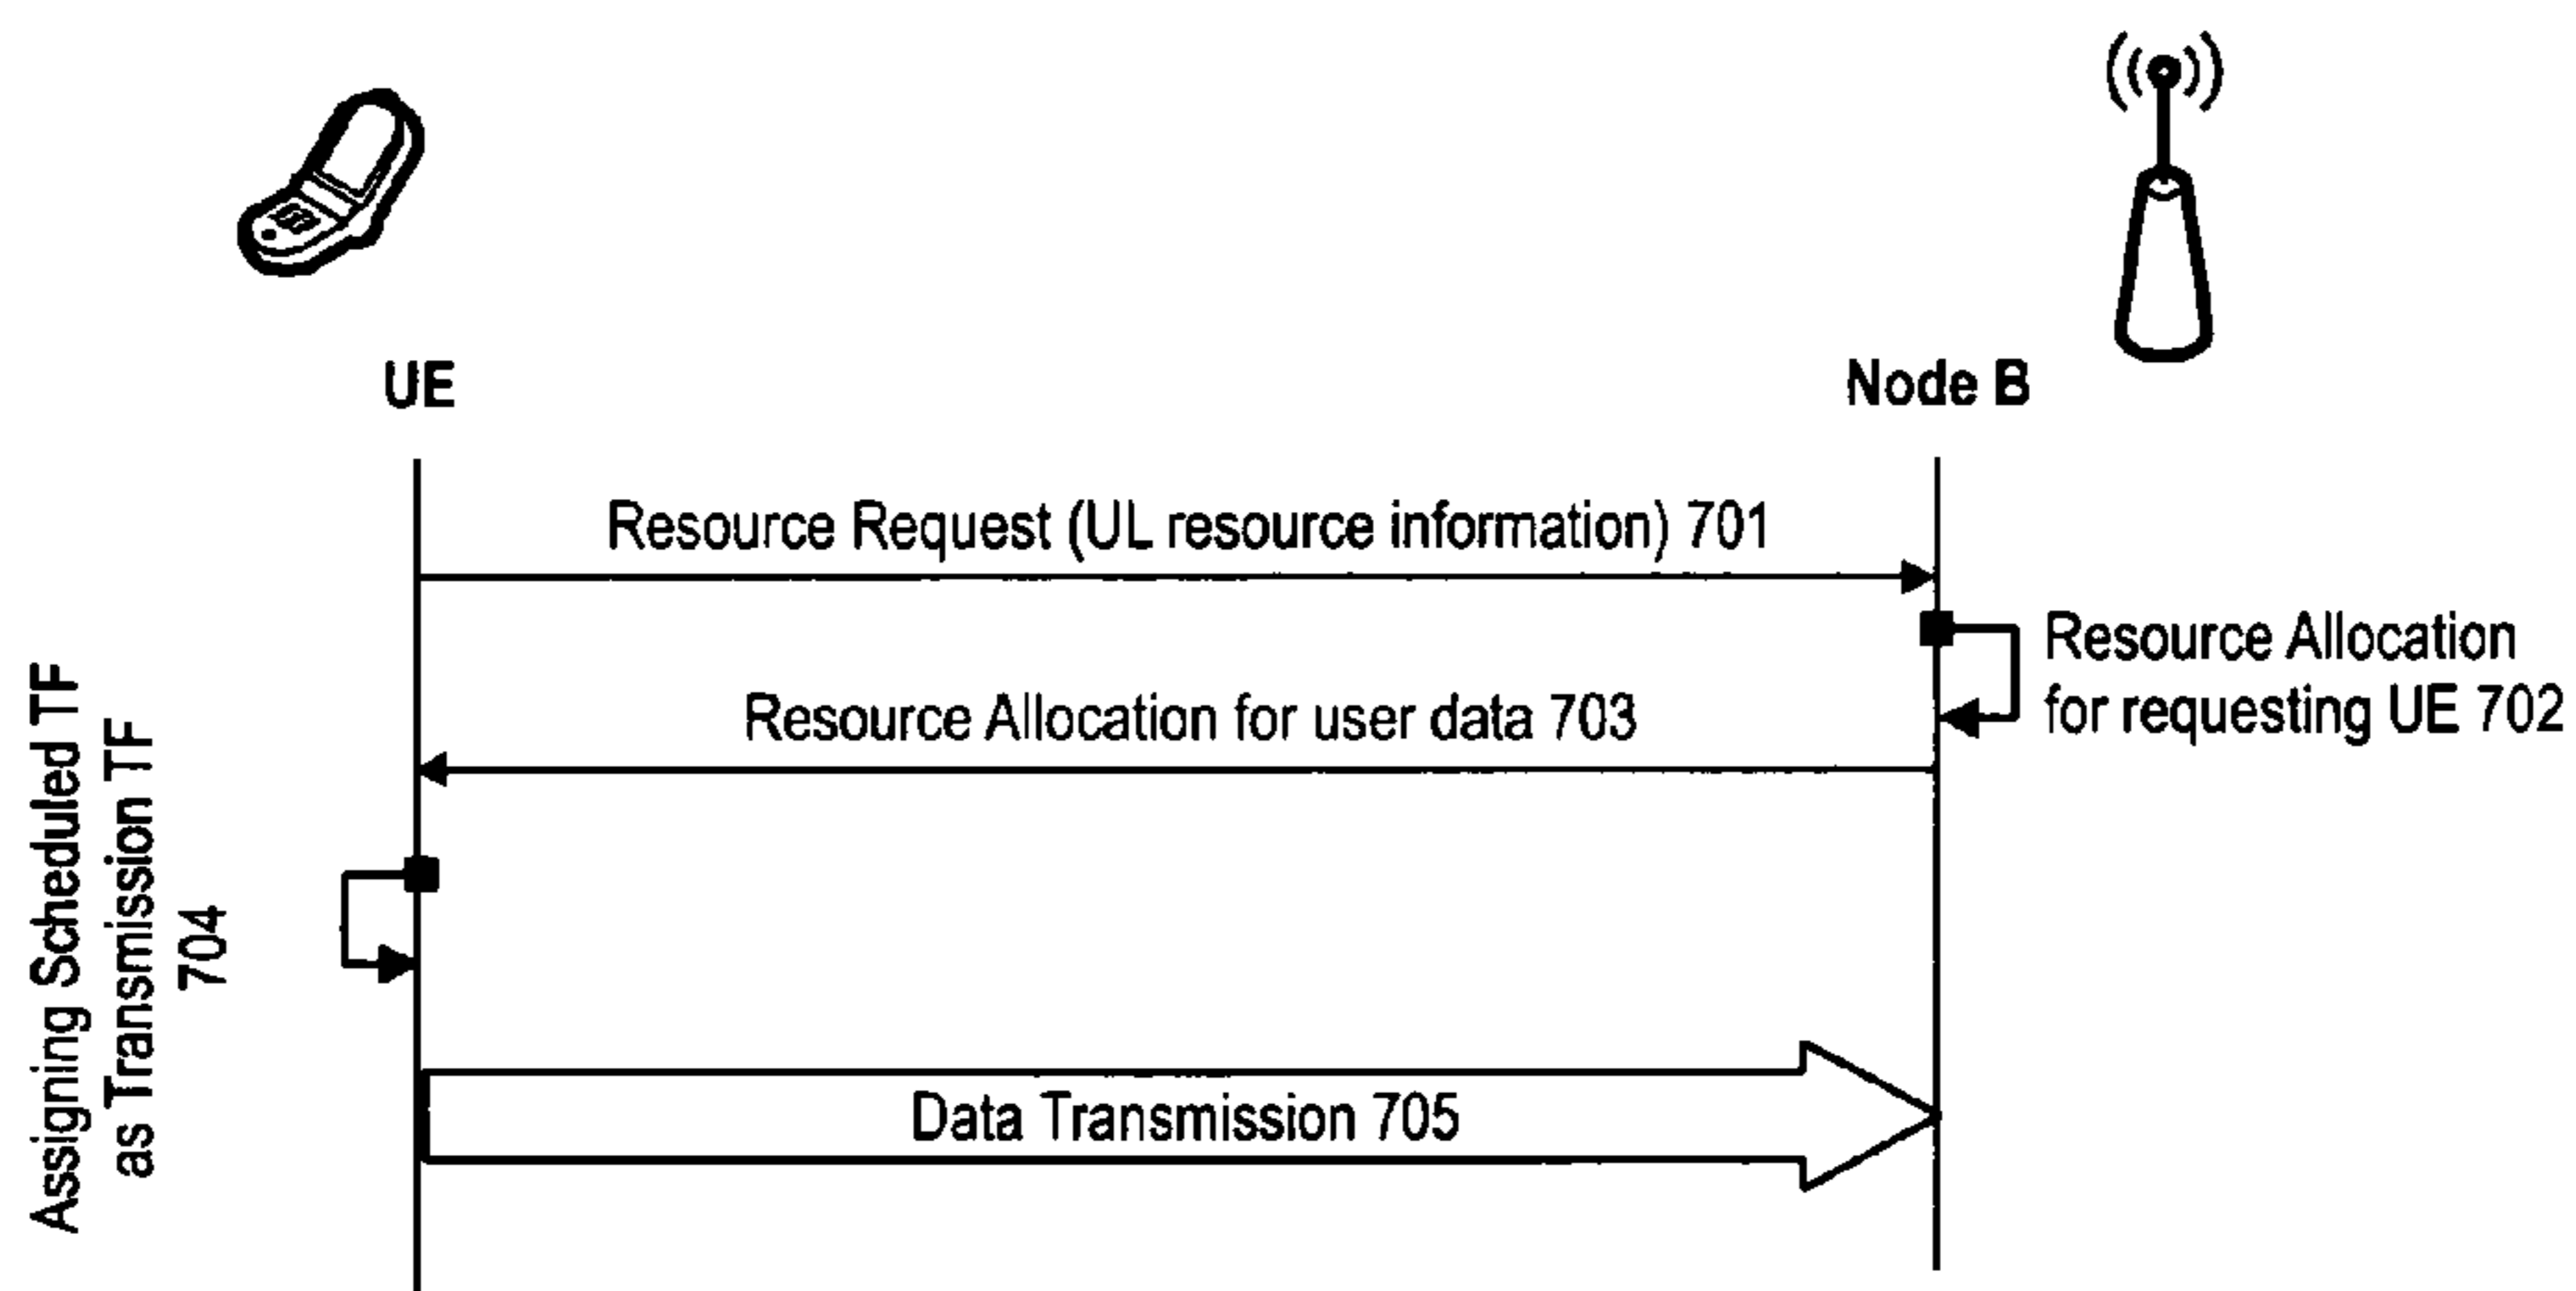 UE
Node B
Resource Request (UL resource information) 701
Resource Allocation
for requesting UE 702
Resource Allocation for user data 703
Assigning Scheduled TF
as Transmission TF
704
Data Transmission 705